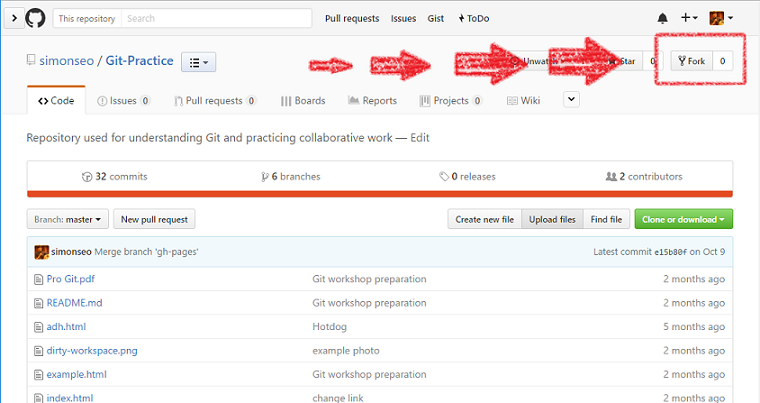 This repository Search Pull requests Issues Gist ToDo
simonseo / Git-Practice Unwatch Star 0 Fork 0
Code Issues 0 Pull requests 0 Boards Reports Projects 0 Wiki
Repository used for understanding Git and practicing collaborative work — Edit
32 commits 6 branches 0 releases 2 contributors
Branch: master New pull request Create new file Upload files Find file Clone or download
simonseo Merge branch 'gh-pages' Latest commit e15b80f on Oct 9
Pro Git.pdf Git workshop preparation 2 months ago
README.md Git workshop preparation 2 months ago
adh.html Hotdog 5 months ago
dirty-workspace.png example photo 2 months ago
example.html Git workshop preparation 2 months ago
index.html change link 2 months ago